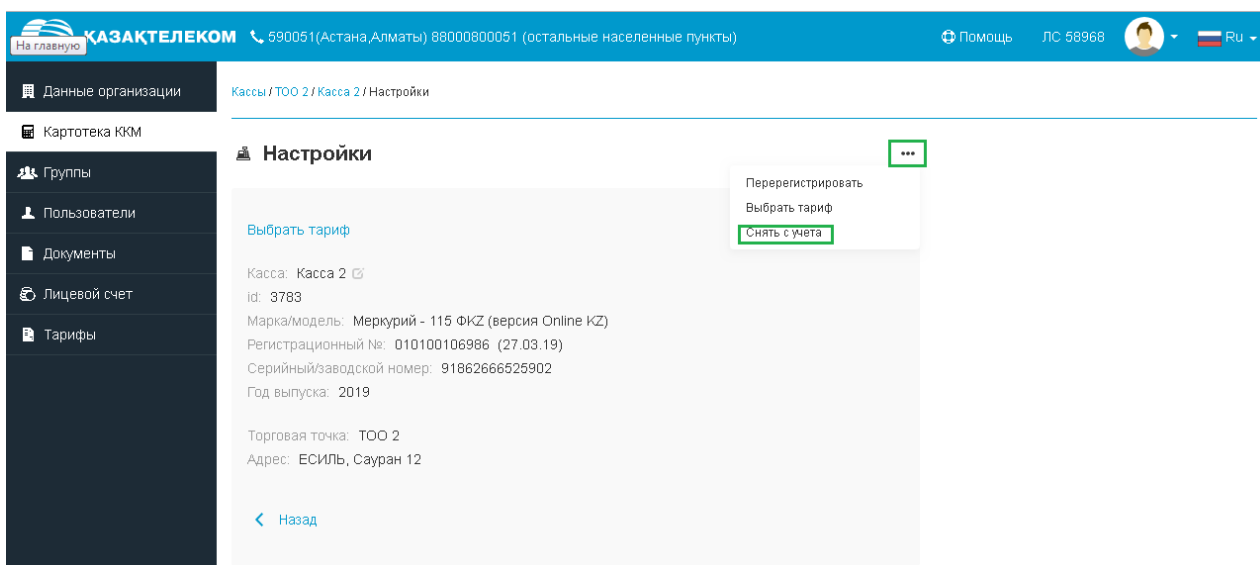 ҚАЗАҚТЕЛЕКОМ 590051(Астана,Алматы) 88000800051 (остальные населенные пункты) Помощь ЛС 58968 Ru
На главную
Данные организации
Картотека ККМ
Группы
Пользователи
Документы
Лицевой счет
Тарифы
Кассы / ТОО 2 / Касса 2 / Настройки
Настройки
Перерегистрировать
Выбрать тариф
Снять с учета
Выбрать тариф
Касса: Касса 2
id: 3783
Марка/модель: Меркурий - 115 ФKZ (версия Online KZ)
Регистрационный №: 010100106986 (27.03.19)
Серийный/заводской номер: 91862666525902
Год выпуска: 2019
Торговая точка: ТОО 2
Адрес: ЕСИЛЬ, Сауран 12
Назад